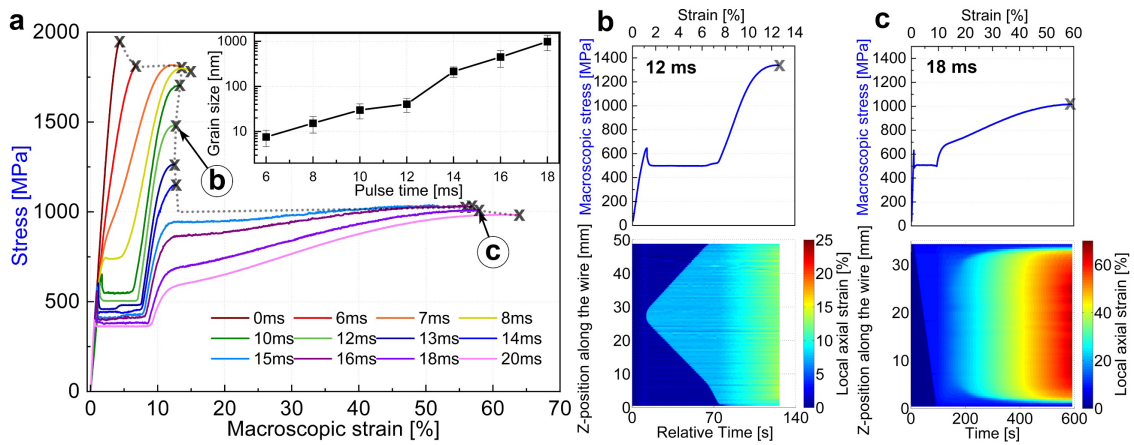 a
2000
1500
1000
500
0
Stress [MPa]
0 10 20 30 40 50 60 70
Macroscopic strain [%]
1000
100
10
Grain size [nm]
6 8 10 12 14 16 18
Pulse time [ms]
b
c
0ms 6ms 7ms 8ms
10ms 12ms 13ms 14ms
15ms 16ms 18ms 20ms
b
Strain [%]
0 2 4 6 8 10 12 14
12 ms
1400
1200
1000
800
600
400
200
0
Macroscopic stress [MPa]
50
40
30
20
10
0
Z-position along the wire [mm]
0 70 140
Relative Time [s]
25
20
15
10
5
0
Local axial strain [%]
c
Strain [%]
0 10 20 30 40 50 60
18 ms
1400
1200
1000
800
600
400
200
0
Macroscopic stress [MPa]
30
20
10
0
Z-position along the wire [mm]
0 200 400 600
Time [s]
60
40
20
0
Local axial strain [%]